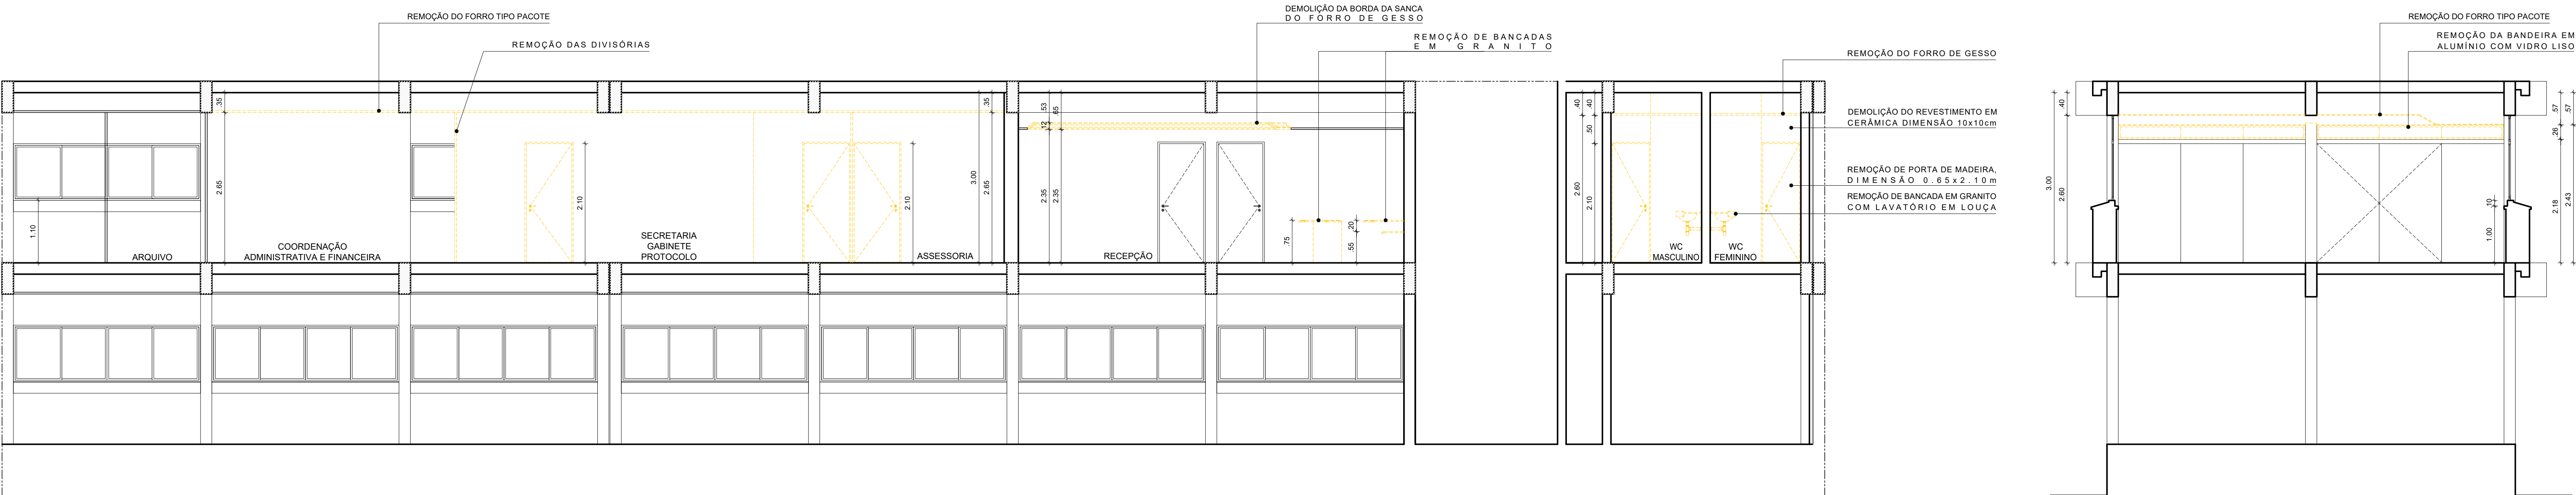 REMOÇÃO DO FORRO TIPO PACOTE
REMOÇÃO DAS DIVISÓRIAS
DEMOLIÇÃO DA BORDA DA SANCA
DO FORRO DE GESSO
REMOÇÃO DE BANCADAS
EM GRANITO
REMOÇÃO DO FORRO DE GESSO
DEMOLIÇÃO DO REVESTIMENTO EM
CERÂMICA DIMENSÃO 10x10cm
REMOÇÃO DE PORTA DE MADEIRA,
DIMENSÃO 0.65x2.10m
REMOÇÃO DE BANCADA EM GRANITO
COM LAVATÓRIO EM LOUÇA
REMOÇÃO DO FORRO TIPO PACOTE
REMOÇÃO DA BANDEIRA EM
ALUMÍNIO COM VIDRO LISO
1.10
ARQUIVO
.35
2.65
COORDENAÇÃO
ADMINISTRATIVA E FINANCEIRA
2.10
SECRETARIA
GABINETE
PROTOCOLO
2.10
ASSESSORIA
3.00
.35
2.65
.53
.12
2.35
.65
2.35
RECEPÇÃO
.75
.20
.55
.40
2.60
.40
.50
2.10
WC
MASCULINO
WC
FEMININO
3.00
.40
2.60
.10
1.00
.57
.26
2.18
.57
2.43